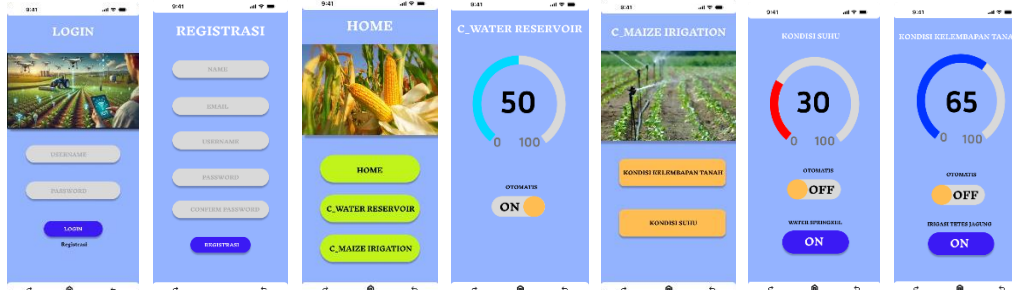 9:41
LOGIN
USERNAME
PASSWORD
LOGIN
Registrasi
9:41
REGISTRASI
NAME
EMAIL
USERNAME
PASSWORD
CONFIRM PASSWORD
REGISTRASI
9:41
HOME
HOME
C_WATER RESERVOIR
C_MAIZE IRIGATION
9:41
C_WATER RESERVOIR
50
0 100
OTOMATIS
ON
9:41
C_MAIZE IRIGATION
KONDISI KELEMBAPAN TANAH
KONDISI SUHU
9:41
KONDISI SUHU
30
0 100
OTOMATIS
OFF
WATER SPRINGKEL
ON
9:41
KONDISI KELEMBAPAN TANA
65
0 100
OTOMATIS
OFF
IRIGASI TETES JAGUNG
ON